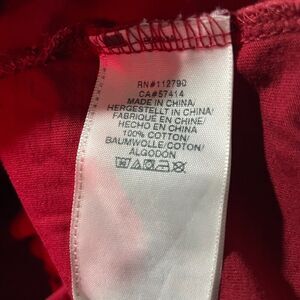 RN#112790
CA#57414
MADE IN CHINA/
HERGESTELLT IN CHINA/
FABRIQUE EN CHINE/
HECHO EN CHINA
100% COTTON/
BAUMWOLLE/COTON/
ALGODÓN